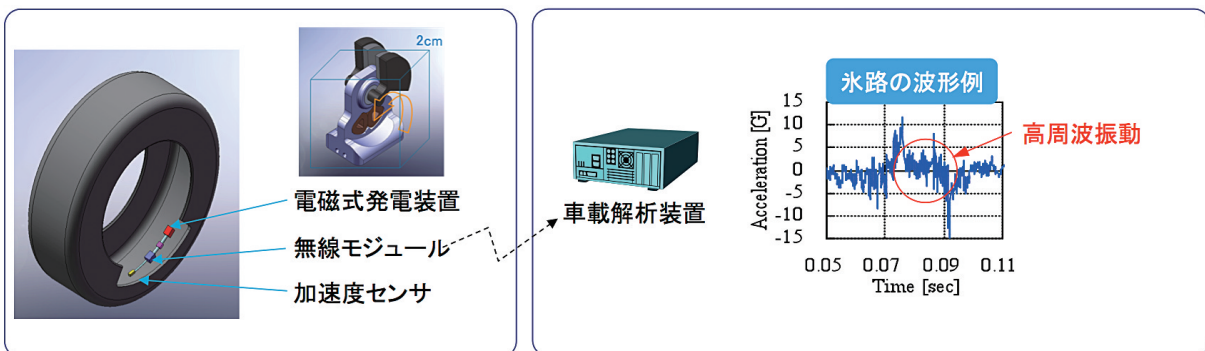 2cm
電磁式発電装置
無線モジュール
加速度センサ
車載解析装置
氷路の波形例
高周波振動
Acceleration [G]
15
10
5
0
-5
-10
-15
0.05 0.07 0.09 0.11
Time [sec]